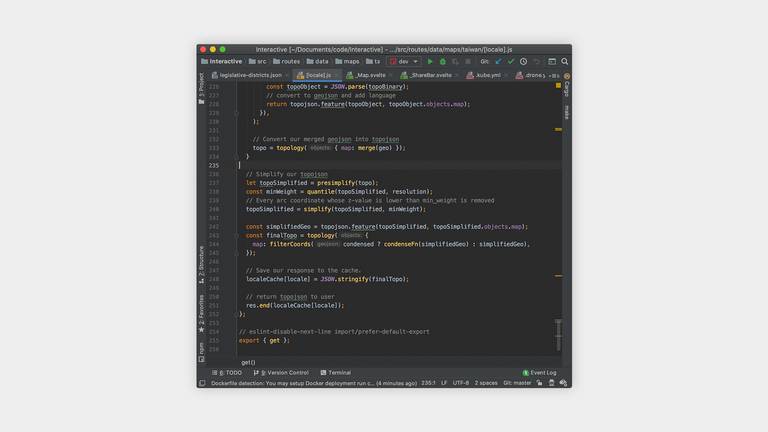 Interactive [~/Documents/code/Interactive] - .../src/routes/data/maps/taiwan/[locale].js
Interactive src routes data maps ta dev Git:
legislative-districts.json [locale].js _Map.svelte _ShareBar.svelte .kube.yml .drone.
1: Project
Cargo
make
226 const topoObject = JSON.parse(topoBinary);
227 // convert to geojson and add language
228 return topojson.feature(topoObject, topoObject.objects.map);
229 }),
230 );
231
232 // Convert our merged geojson into topojson
233 topo = topology( objects: { map: merge(geo) });
234 }
235
236 // Simplify our topojson
237 let topoSimplified = presimplify(topo);
238 const minWeight = quantile(topoSimplified, resolution);
239 // Every arc coordinate whose z-value is lower than min_weight is removed
240 topoSimplified = simplify(topoSimplified, minWeight);
241
242 const simplifiedGeo = topojson.feature(topoSimplified, topoSimplified.objects.map);
243 const finalTopo = topology( objects: {
244 map: filterCoords( geojson: condensed ? condenseFn(simplifiedGeo) : simplifiedGeo),
245 });
246
247 // Save our response to the cache.
248 localeCache[locale] = JSON.stringify(finalTopo);
249
250 // return topojson to user
251 res.end(localeCache[locale]);
252 };
253
254 // eslint-disable-next-line import/prefer-default-export
255 export { get };
256
Z: Structure
2: Favorites
npm
get()
6: TODO 9: Version Control Terminal 1 Event Log
Dockerfile detection: You may setup Docker deployment run c... (4 minutes ago) 235:1 LF UTF-8 2 spaces Git: master